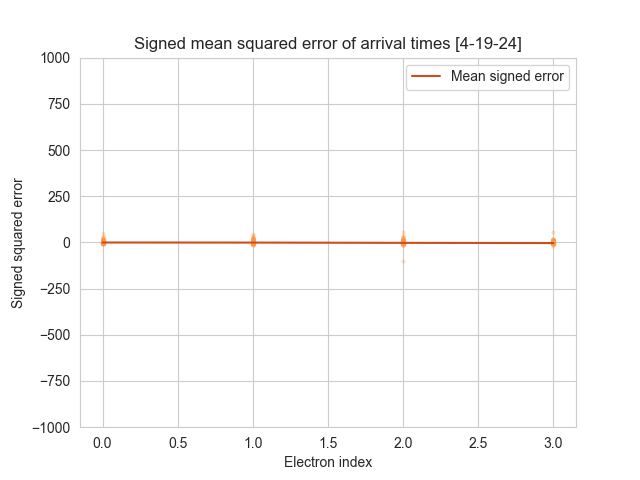 Signed mean squared error of arrival times [4-19-24]
Mean signed error
1000
750
500
250
0
−250
−500
−750
−1000
Signed squared error
0.0 0.5 1.0 1.5 2.0 2.5 3.0
Electron index